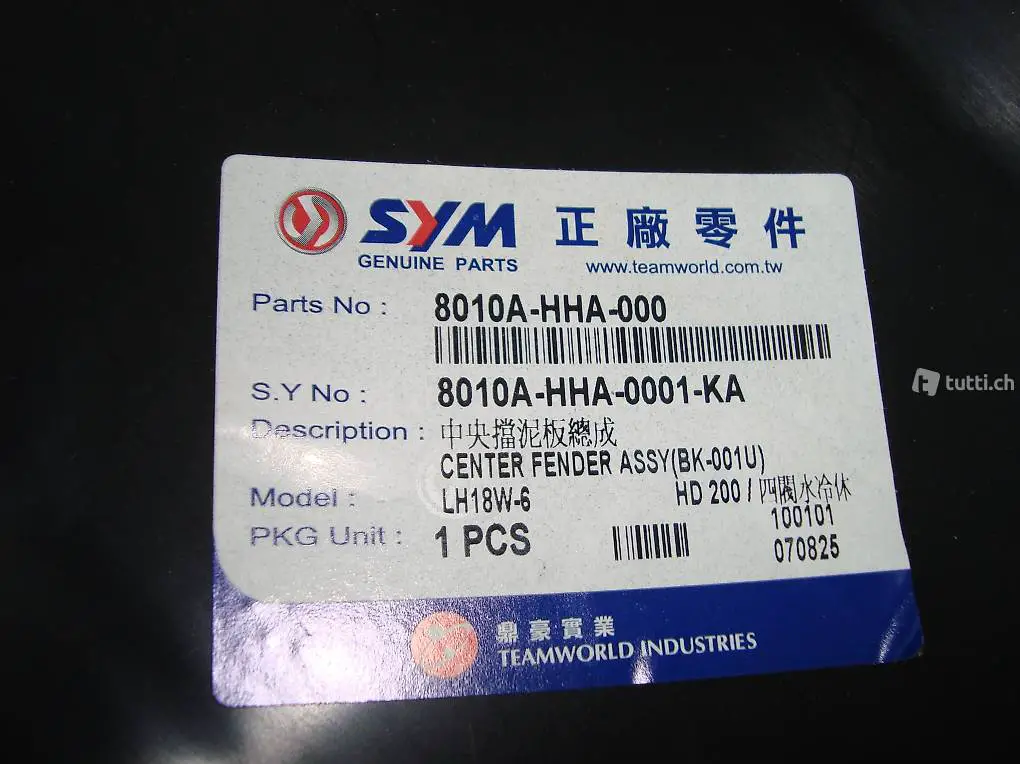 SYM 正廠零件
GENUINE PARTS www.teamworld.com.tw
Parts No : 8010A-HHA-000
S.Y No : 8010A-HHA-0001-KA
Description : 中央擋泥板總成
CENTER FENDER ASSY(BK-001U)
Model : LH18W-6 HD 200 / 四閥水冷休
PKG Unit : 1 PCS 100101
070825
鼎豪實業
TEAMWORLD INDUSTRIES
tutti.ch